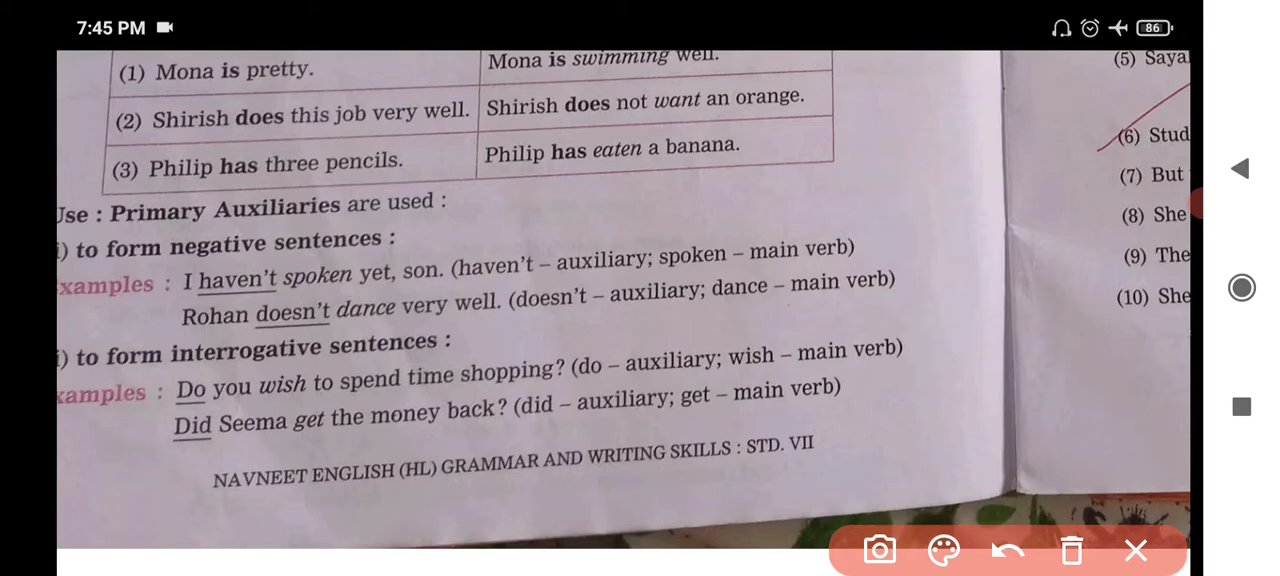 7:45 PM
86
(1) Mona is pretty.
Mona is swimming well.
(2) Shirish does this job very well.
Shirish does not want an orange.
(3) Philip has three pencils.
Philip has eaten a banana.
Use : Primary Auxiliaries are used :
i) to form negative sentences :
xamples : I haven't spoken yet, son. (haven't – auxiliary; spoken – main verb)
Rohan doesn't dance very well. (doesn't – auxiliary; dance – main verb)
i) to form interrogative sentences :
xamples : Do you wish to spend time shopping? (do – auxiliary; wish – main verb)
Did Seema get the money back? (did – auxiliary; get – main verb)
NAVNEET ENGLISH (HL) GRAMMAR AND WRITING SKILLS : STD. VII
(5) Saya
(6) Stud
(7) But
(8) She
(9) The
(10) She